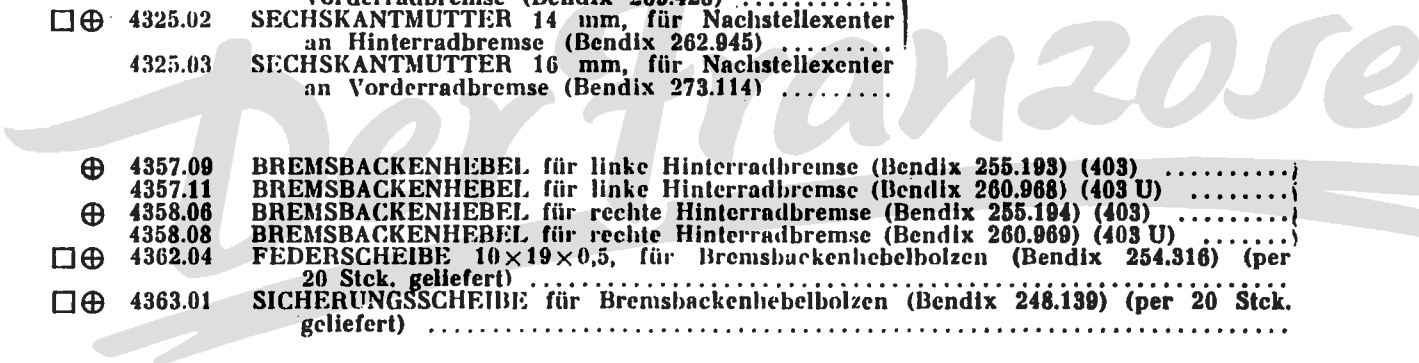 Vorderradbremse (Bendix
□⊕ 4325.02 SECHSKANTMUTTER 14 mm, für Nachstellexenter
an Hinterradbremse (Bendix 262.945) .........
4325.03 SECHSKANTMUTTER 16 mm, für Nachstellexenter
an Vorderradbremse (Bendix 273.114) .........
Der Franzose
⊕ 4357.09 BREMSBACKENHEBEL für linke Hinterradbremse (Bendix 255.193) (403) ..........
4357.11 BREMSBACKENHEBEL für linke Hinterradbremse (Bendix 260.968) (403 U) ........
⊕ 4358.06 BREMSBACKENHEBEL für rechte Hinterradbremse (Bendix 255.194) (403) .........
4358.08 BREMSBACKENHEBEL für rechte Hinterradbremse (Bendix 260.969) (403 U) .......
□⊕ 4362.04 FEDERSCHEIBE 10×19×0,5, für Bremsbackenhebelbolzen (Bendix 254.316) (per
20 Stck. geliefert) ..........
□⊕ 4363.01 SICHERUNGSSCHEIBE für Bremsbackenhebelbolzen (Bendix 248.139) (per 20 Stck.
geliefert) ..........